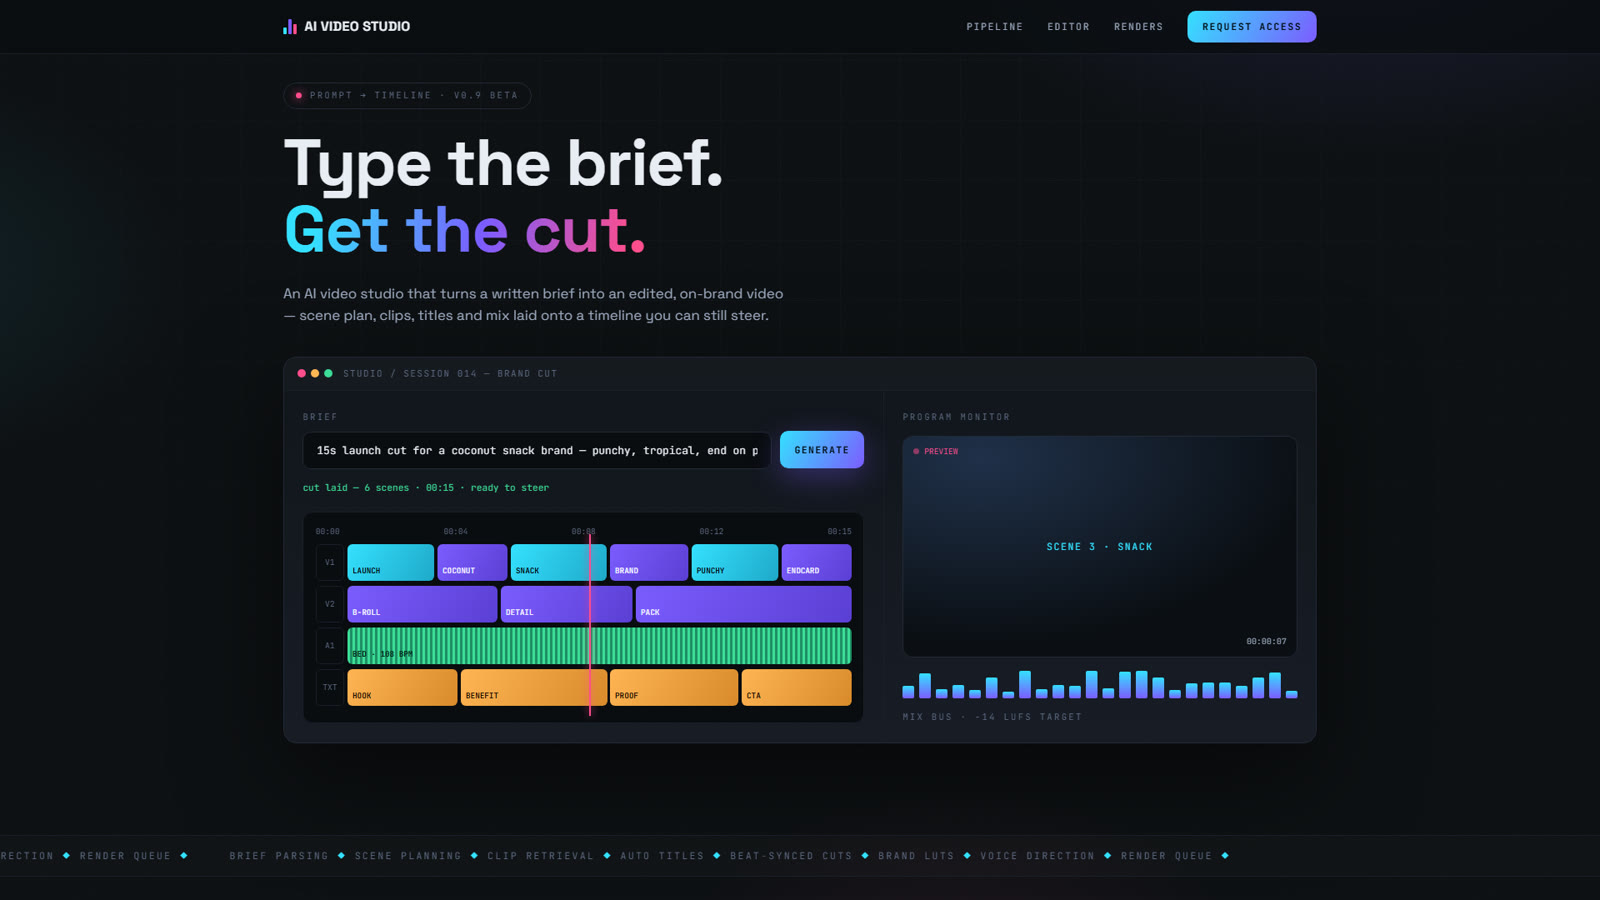 AI VIDEO STUDIO
PIPELINE
EDITOR
RENDERS
REQUEST ACCESS
PROMPT → TIMELINE · V0.9 BETA
Type the brief.
Get the cut.
An AI video studio that turns a written brief into an edited, on-brand video
— scene plan, clips, titles and mix laid onto a timeline you can still steer.
STUDIO / SESSION 014 — BRAND CUT
BRIEF
15s launch cut for a coconut snack brand — punchy, tropical, end on p
GENERATE
cut laid — 6 scenes · 00:15 · ready to steer
00:00 00:04 00:08 00:12 00:15
V1 LAUNCH COCONUT SNACK BRAND PUNCHY ENDCARD
V2 B-ROLL DETAIL PACK
A1 BED · 108 BPM
TXT HOOK BENEFIT PROOF CTA
PROGRAM MONITOR
PREVIEW
SCENE 3 · SNACK
00:00:07
MIX BUS · -14 LUFS TARGET
RECTION ◆ RENDER QUEUE ◆ BRIEF PARSING ◆ SCENE PLANNING ◆ CLIP RETRIEVAL ◆ AUTO TITLES ◆ BEAT-SYNCED CUTS ◆ BRAND LUTS ◆ VOICE DIRECTION ◆ RENDER QUEUE ◆